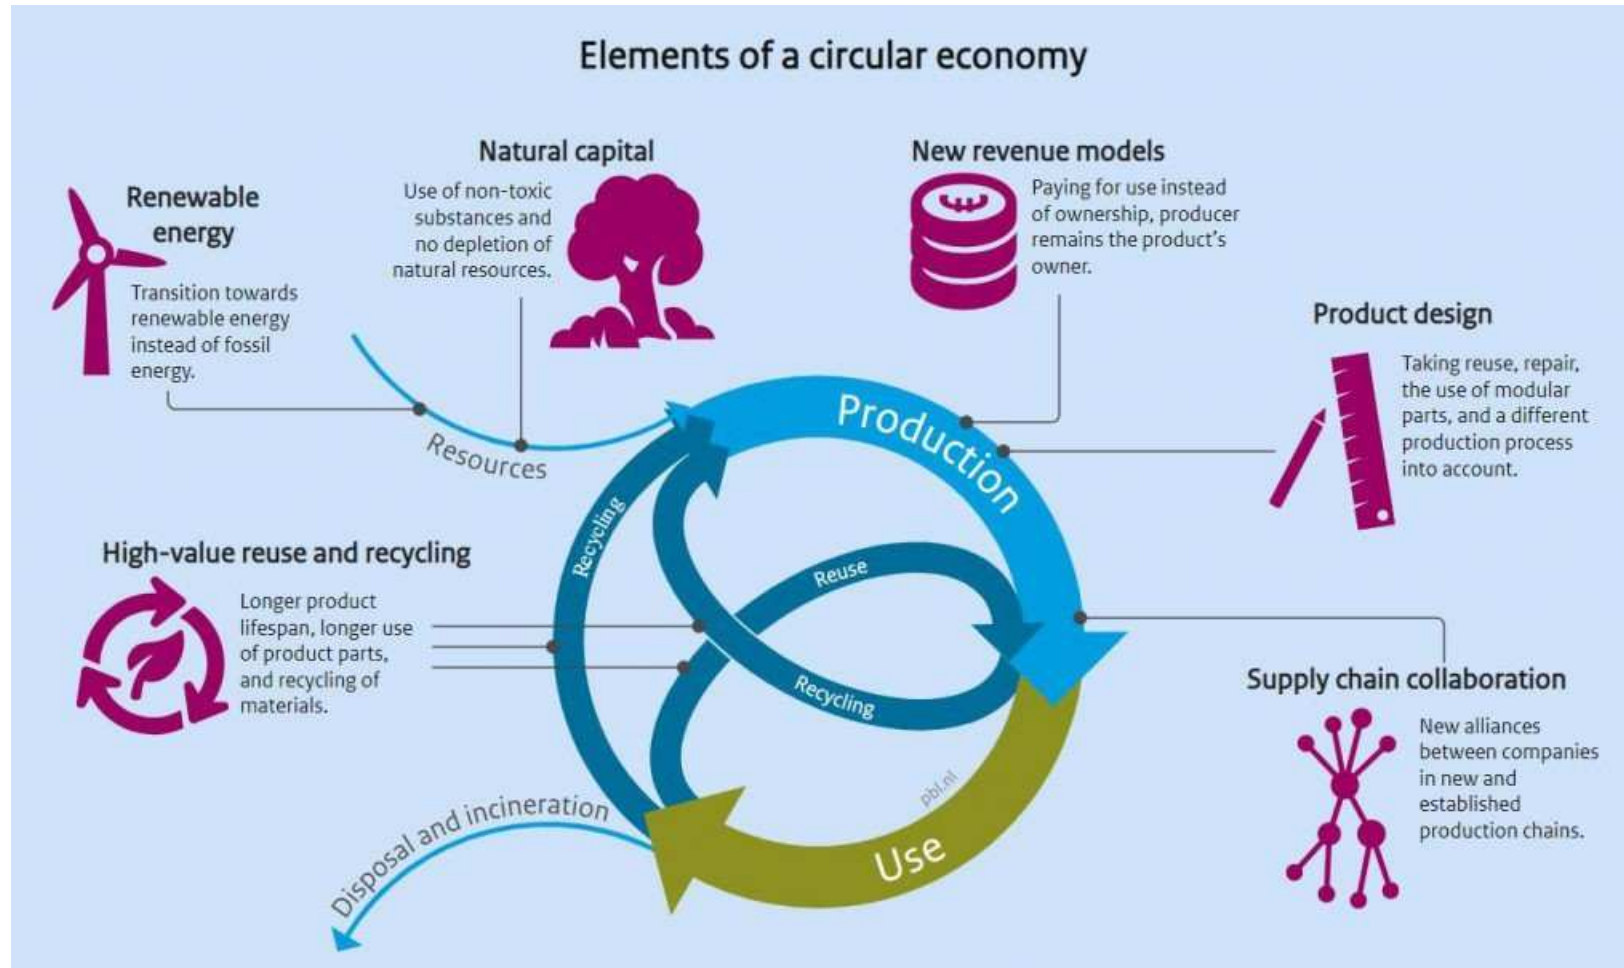 Elements of a circular economy
Natural capital
Use of non-toxic
substances and
no depletion of
natural resources.
New revenue models
Paying for use instead
of ownership, producer
remains the product's
owner.
Renewable
energy
Transition towards
renewable energy
instead of fossil
energy.
Product design
Taking reuse, repair,
the use of modular
parts, and a different
production process
into account.
Resources
Production
High-value reuse and recycling
Longer product
lifespan, longer use
of product parts,
and recycling of
materials.
Recycling
Reuse
Recycling
Supply chain collaboration
New alliances
between companies
in new and
established
production chains.
Disposal and incineration
Use
pbl.nl